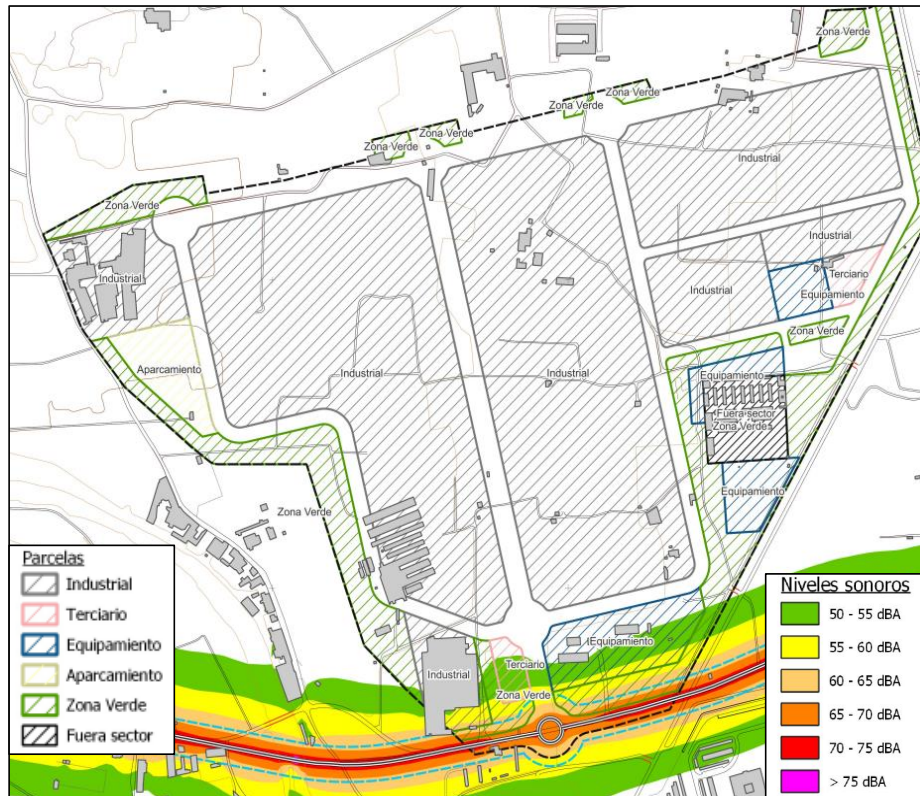 Zona Verde
Zona Verde
Zona Verde
Zona Verde
Zona Verde
Industrial
Zona Verde
Industrial
Industrial
Terciario
Industrial
Equipamiento
Zona Verde
Aparcamiento
Industrial
Industrial
Equipamiento
Fuera sector
Zona Verde
Equipamiento
Zona Verde
Equipamiento
Terciario
Industrial
Zona Verde
Parcelas
Industrial
Terciario
Equipamiento
Aparcamiento
Zona Verde
Fuera sector
Niveles sonoros
50 - 55 dBA
55 - 60 dBA
60 - 65 dBA
65 - 70 dBA
70 - 75 dBA
> 75 dBA